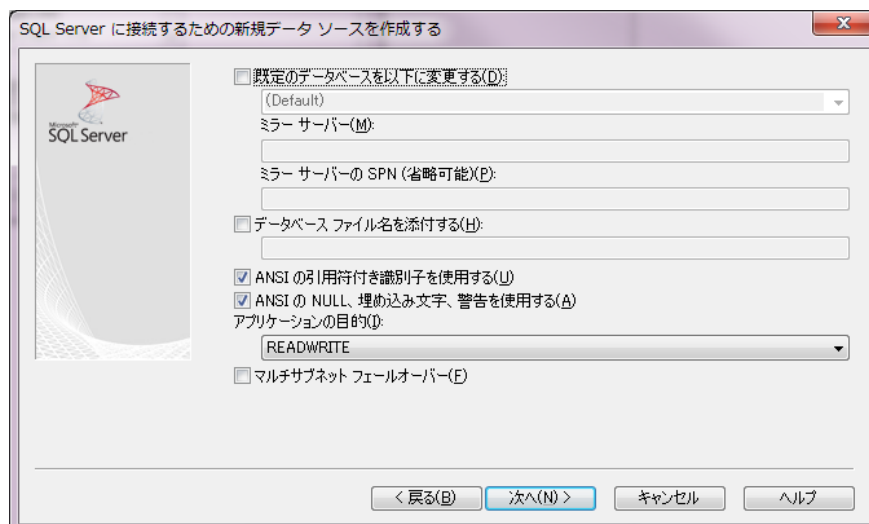 SQL Server に接続するための新規データ ソースを作成する
Microsoft
SQL Server
既定のデータベースを以下に変更する(D):
(Default)
ミラー サーバー(M):
ミラー サーバーの SPN (省略可能)(P):
データベース ファイル名を添付する(H):
ANSI の引用符付き識別子を使用する(U)
ANSI の NULL、埋め込み文字、警告を使用する(A)
アプリケーションの目的(I):
READWRITE
マルチサブネット フェールオーバー(F)
< 戻る(B)
次へ(N) >
キャンセル
ヘルプ